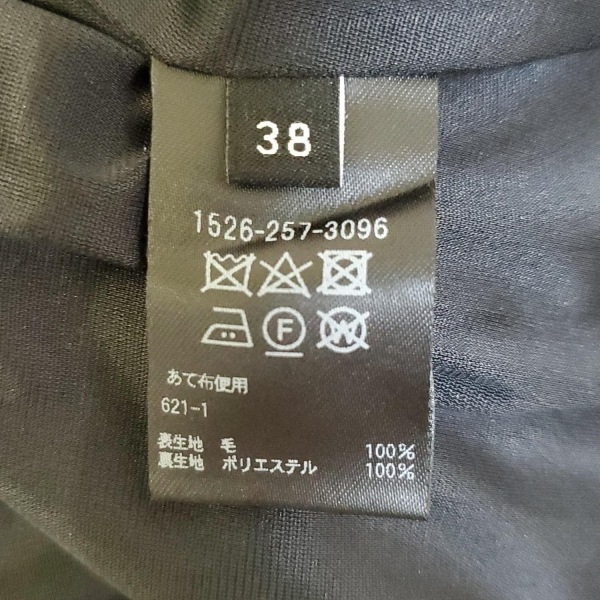 38
1526-257-3096
F
W
あて布使用
621-1
表生地 毛 100%
裏生地 ポリエステル 100%